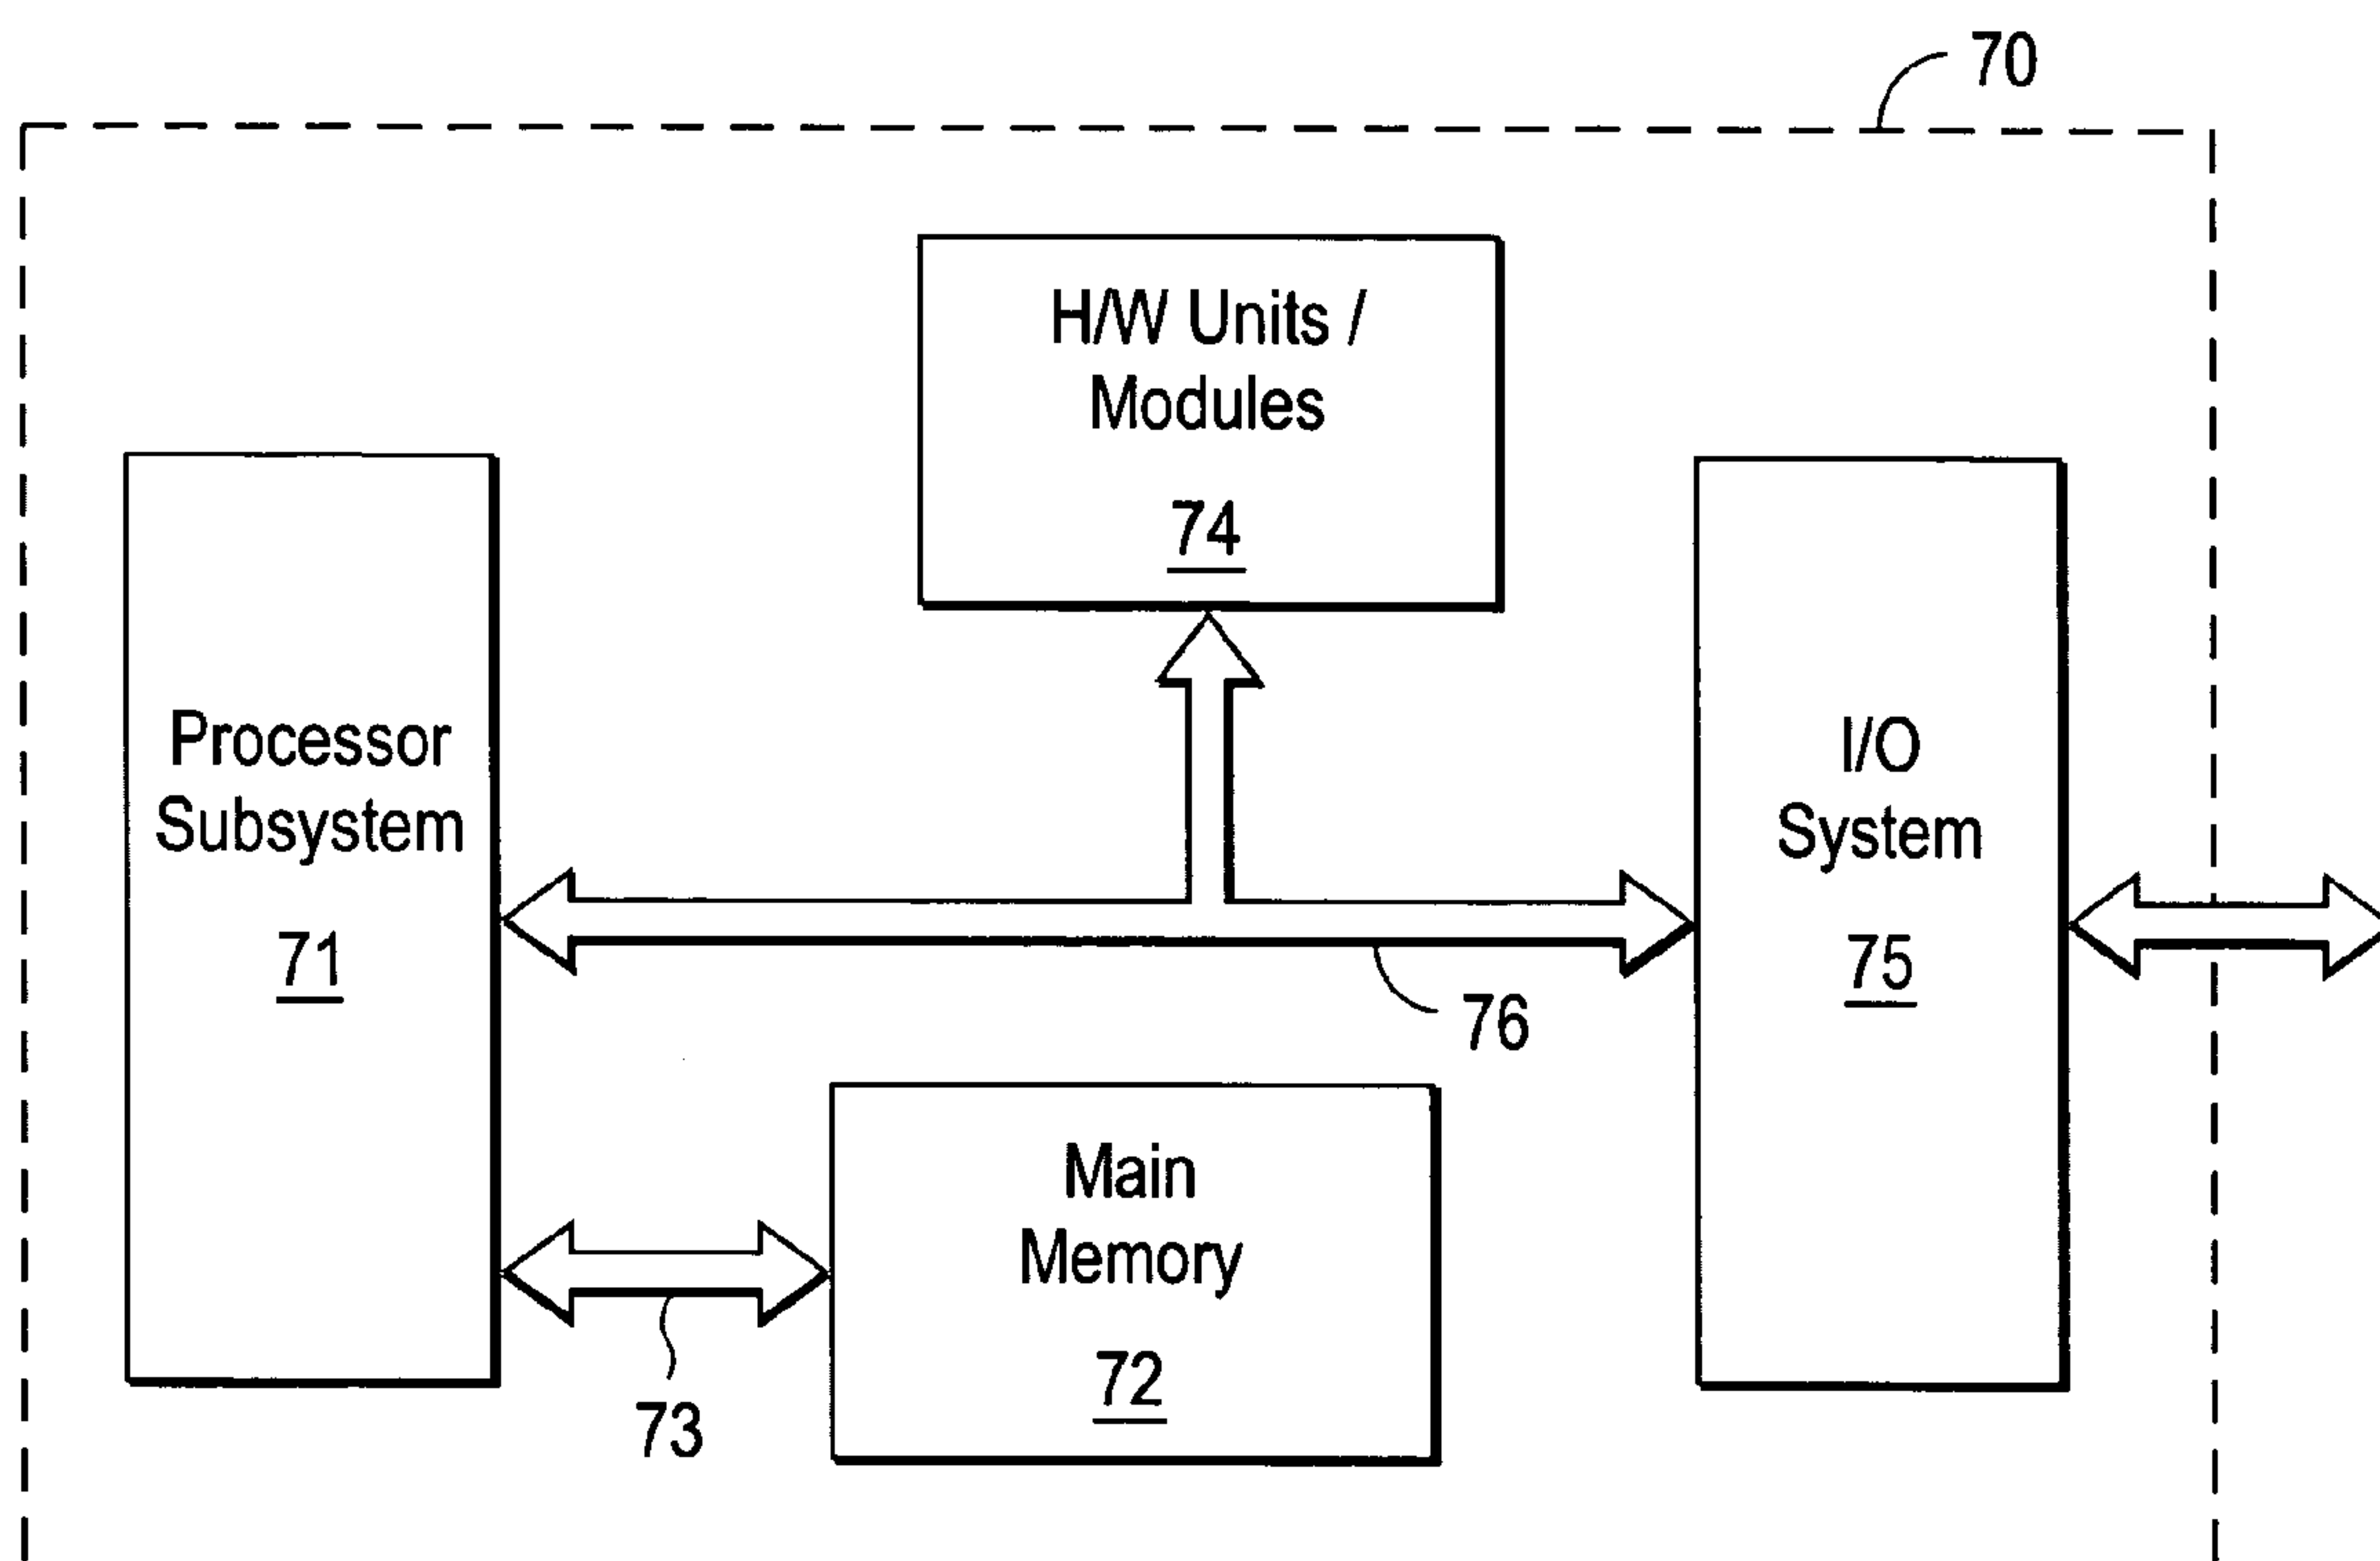 70
H/W Units /
Modules
74
Processor
Subsystem
71
I/O
System
75
76
Main
Memory
72
73